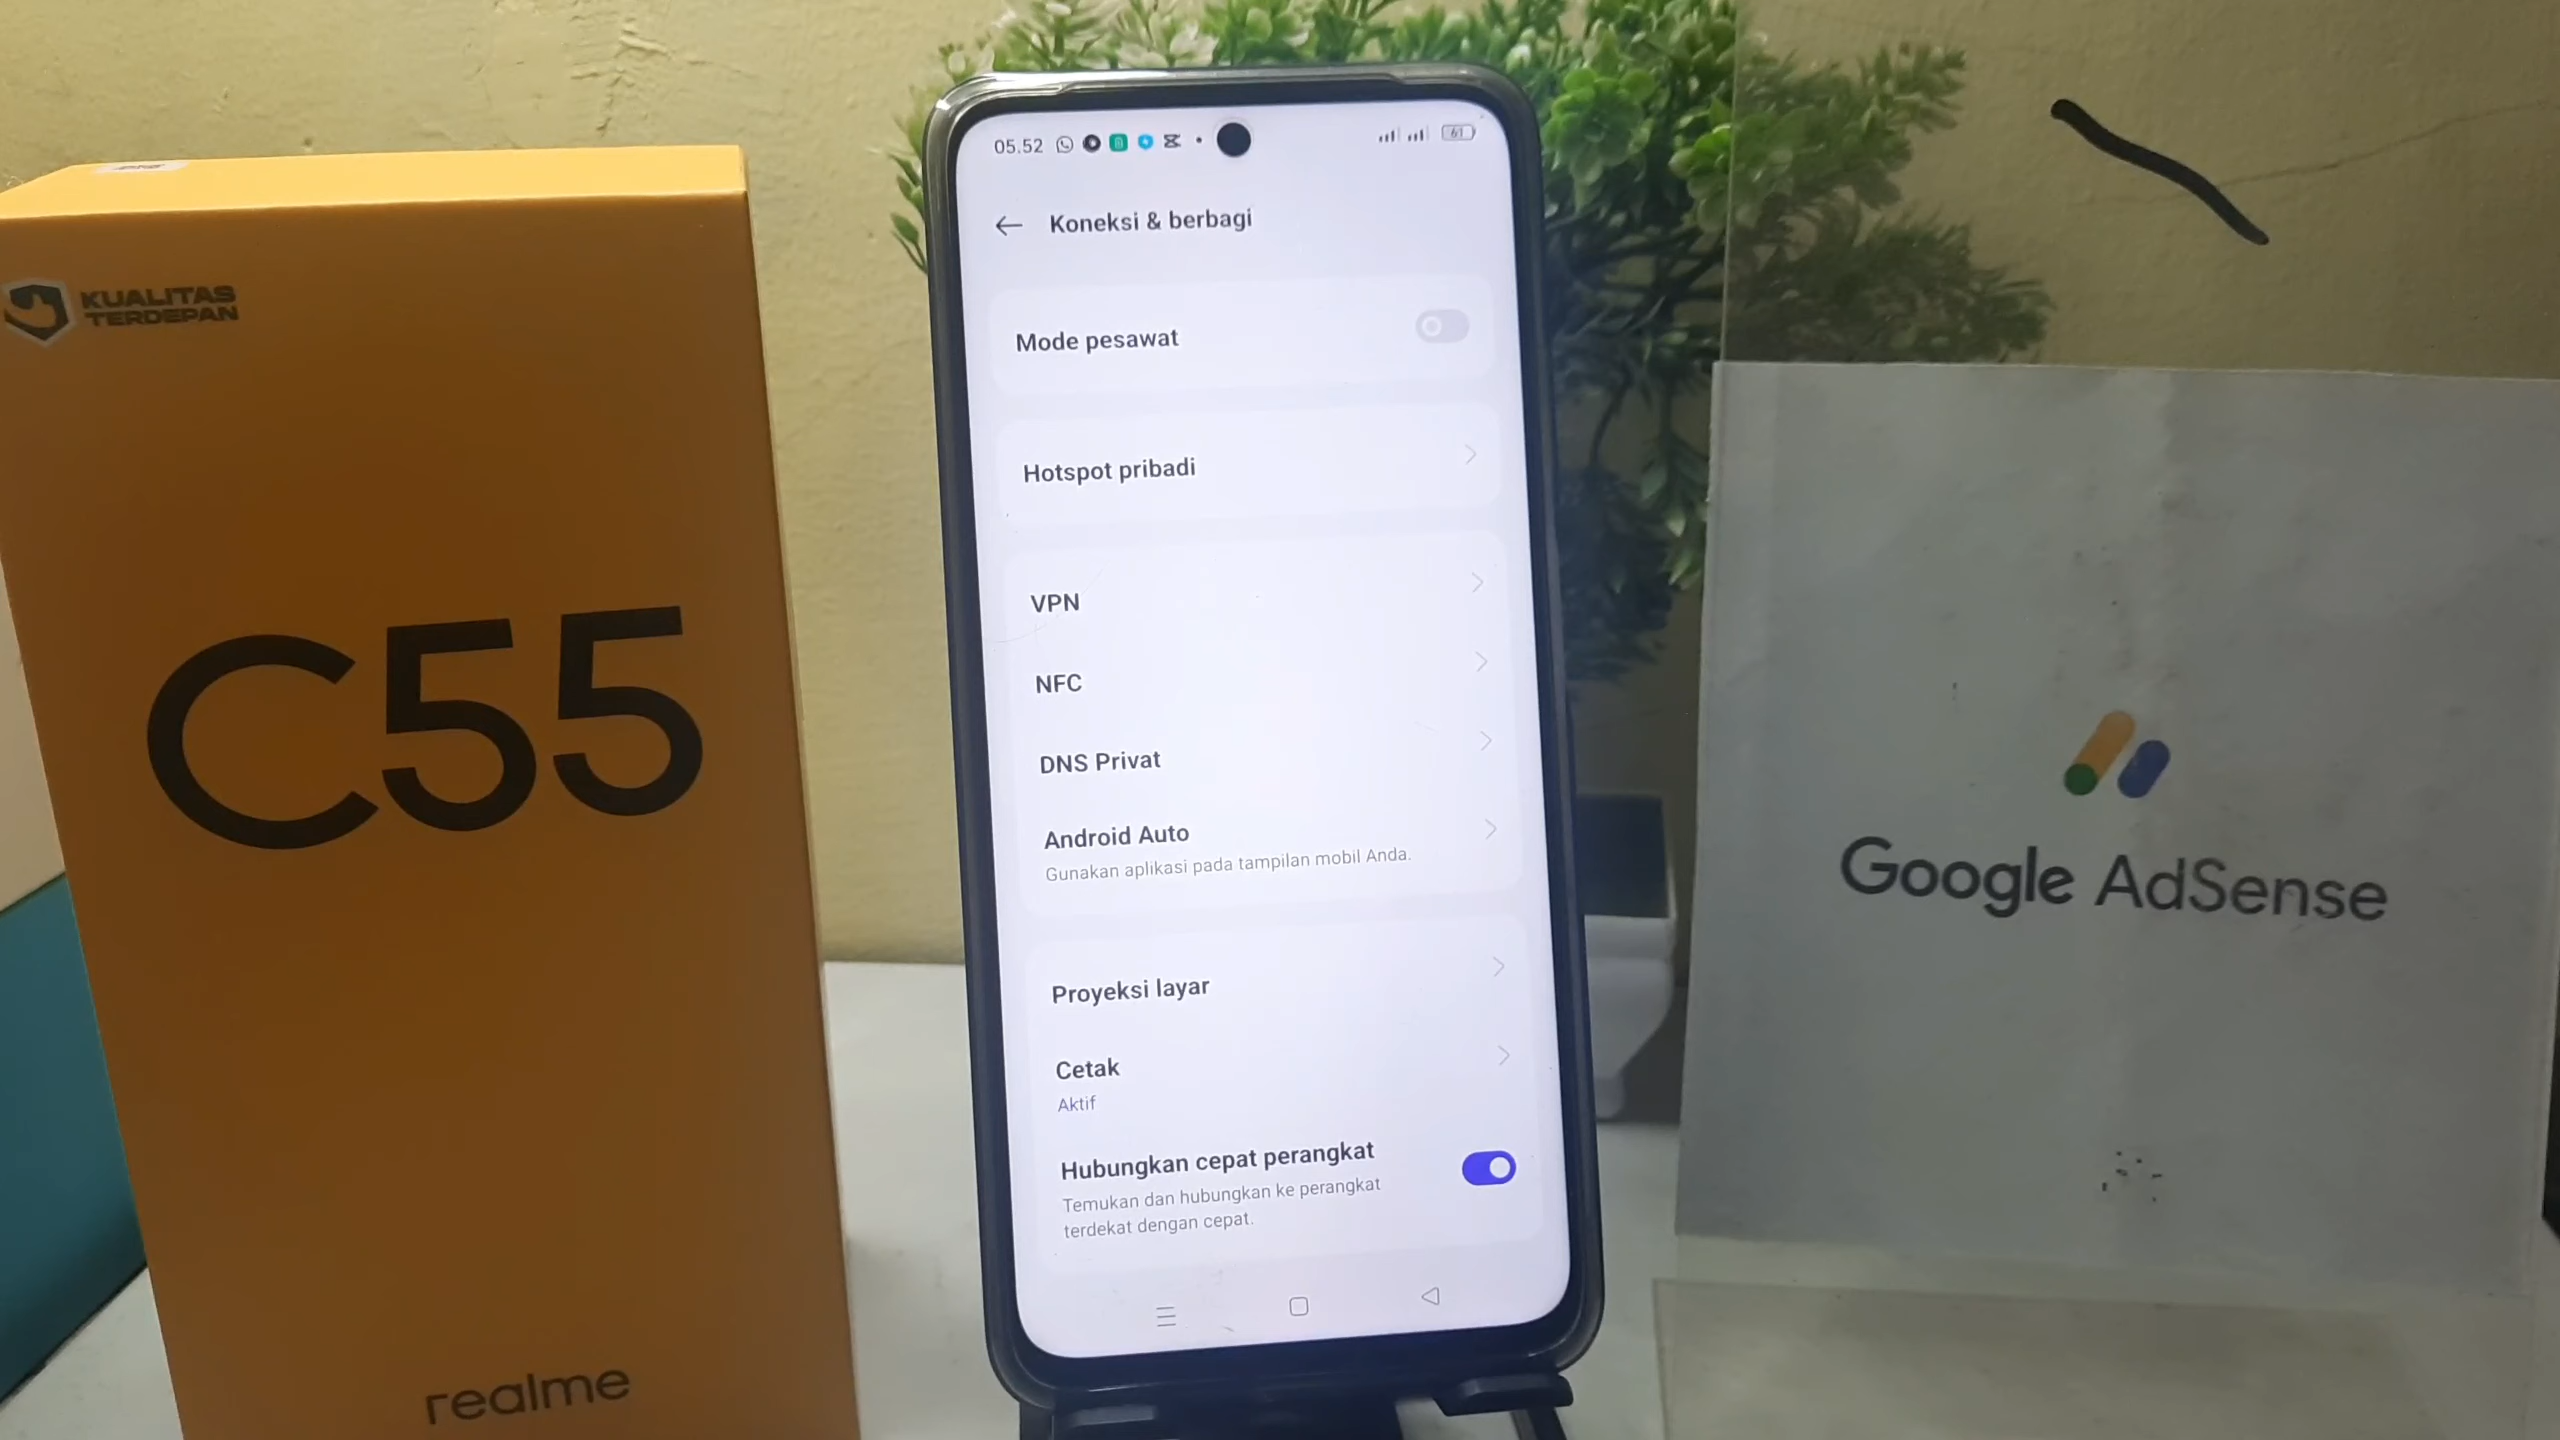 KUALITAS
TERDEPAN
C55
realme
05.52
61
Koneksi & berbagi
Mode pesawat
Hotspot pribadi
VPN
NFC
DNS Privat
Android Auto
Gunakan aplikasi pada tampilan mobil Anda.
Proyeksi layar
Cetak
Aktif
Hubungkan cepat perangkat
Temukan dan hubungkan ke perangkat
terdekat dengan cepat.
Google AdSense